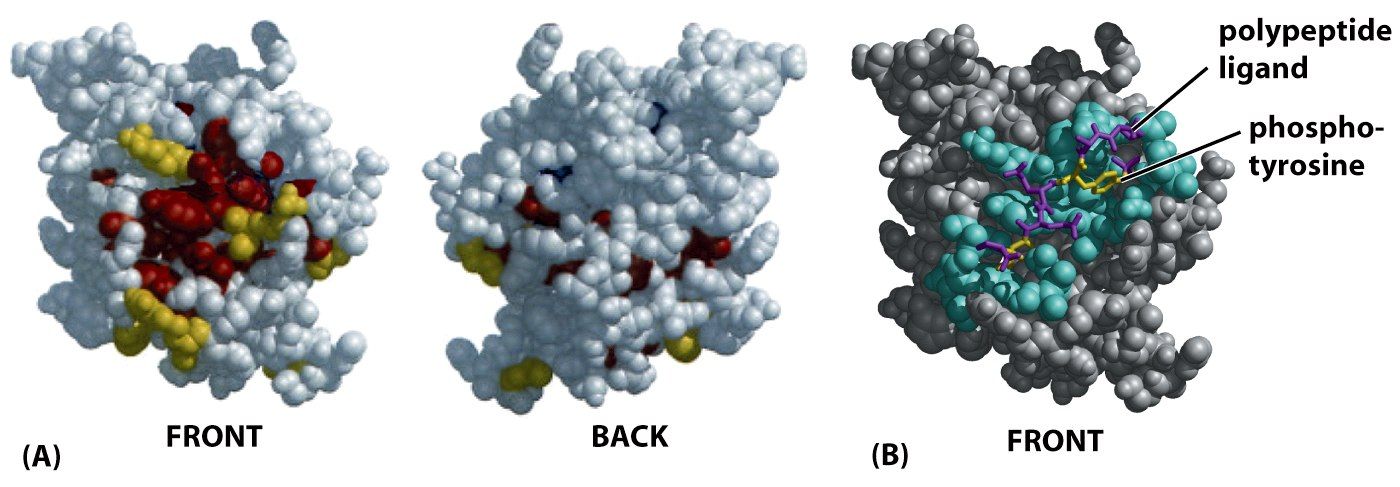 polypeptide
ligand
phospho-
tyrosine
FRONT
BACK
FRONT
(A)
(B)